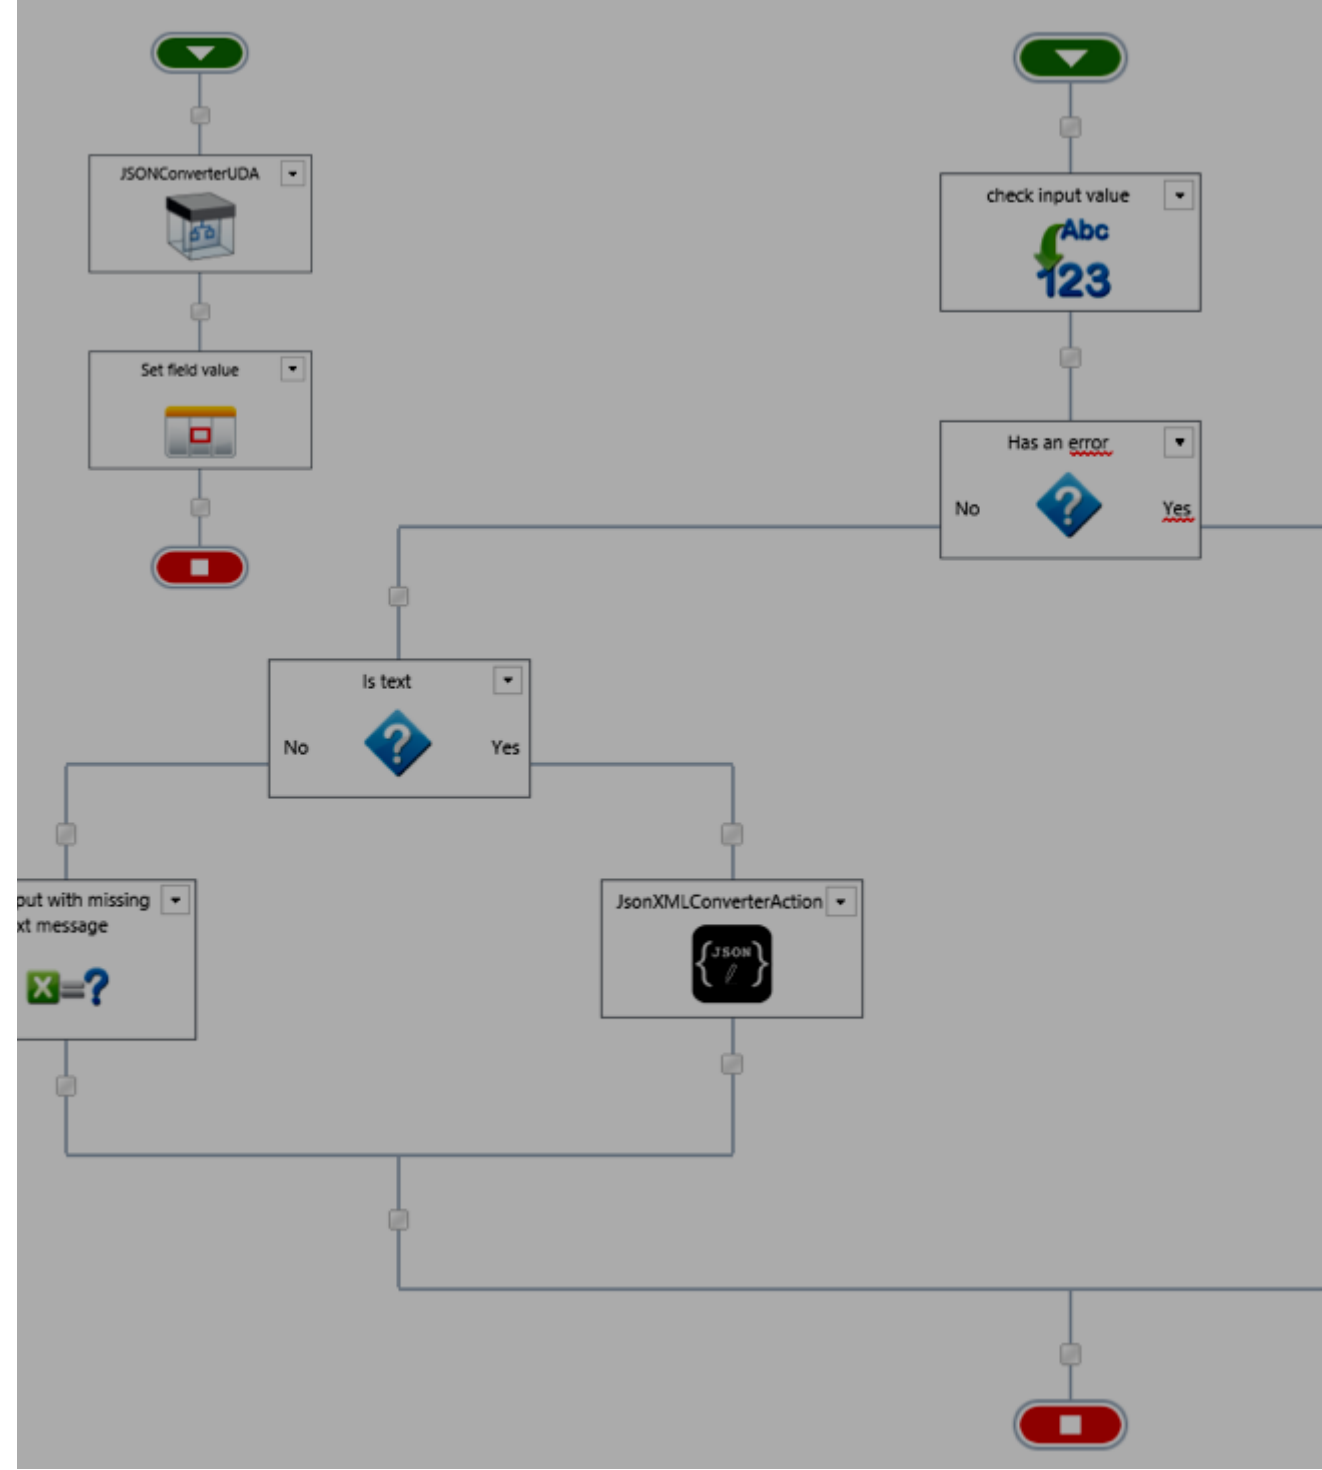 JSONConverterUDA
Set field value
check input value
Abc
123
Has an error
No
Yes
Is text
No
Yes
put with missing
xt message
X=?
JsonXMLConverterAction
{JSON}